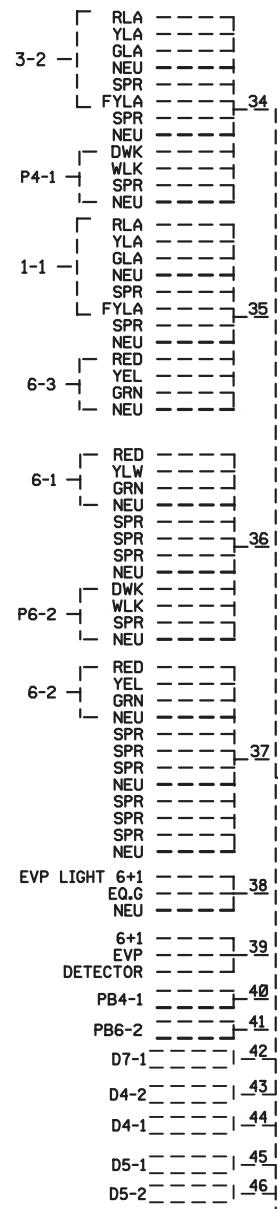 RLA
YLA
GLA
3-2
NEU
SPR
FYLA
34
SPR
NEU
DWK
WLK
P4-1
SPR
NEU
RLA
YLA
GLA
1-1
NEU
SPR
FYLA
35
SPR
NEU
RED
YEL
6-3
GRN
NEU
RED
YLW
6-1
GRN
NEU
SPR
SPR
36
SPR
NEU
DWK
WLK
P6-2
SPR
NEU
RED
YEL
6-2
GRN
NEU
SPR
SPR
37
SPR
NEU
SPR
SPR
SPR
NEU
EVP LIGHT 6+1
EQ.G
38
NEU
6+1
EVP
39
DETECTOR
PB4-1
40
PB6-2
41
D7-1
42
D4-2
43
D4-1
44
D5-1
45
D5-2
46